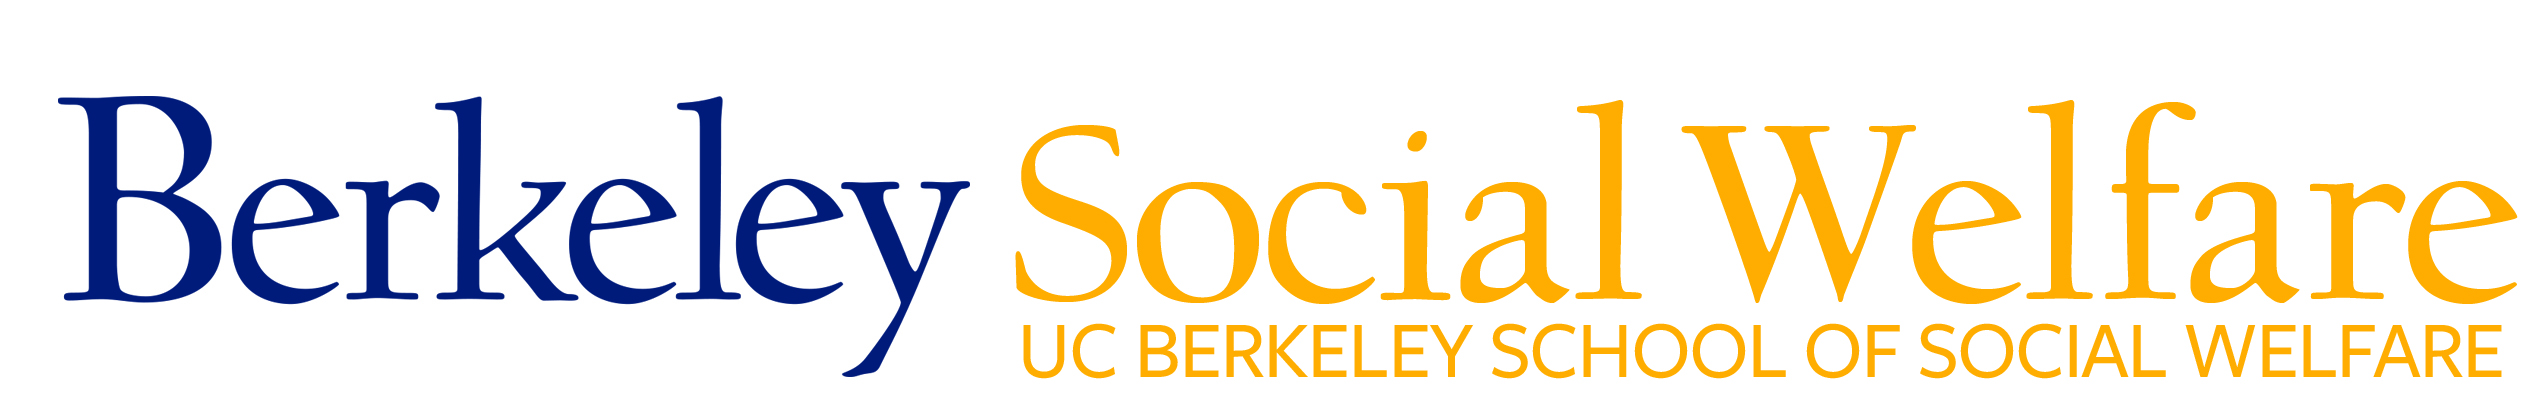 Berkeley Social Welfare
UC BERKELEY SCHOOL OF SOCIAL WELFARE